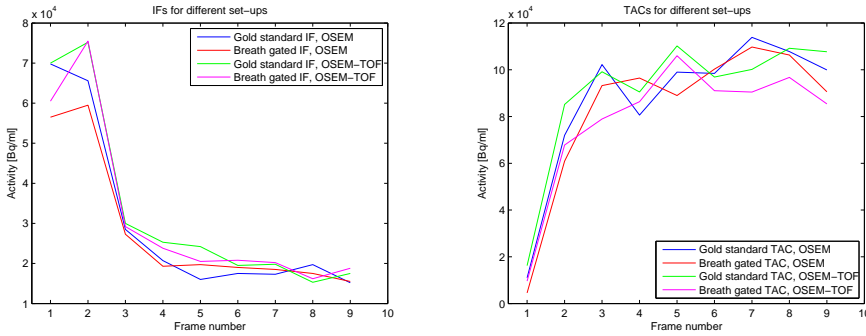 IFs for different set-ups
8 x 10^4
7
6
5
4
3
2
1
Activity [Bq/ml]
Gold standard IF, OSEM
Breath gated IF, OSEM
Gold standard IF, OSEM-TOF
Breath gated IF, OSEM-TOF
1 2 3 4 5 6 7 8 9 10
Frame number
TACs for different set-ups
12 x 10^4
10
8
6
4
2
0
Activity [Bq/ml]
Gold standard TAC, OSEM
Breath gated TAC, OSEM
Gold standard TAC, OSEM-TOF
Breath gated TAC, OSEM-TOF
1 2 3 4 5 6 7 8 9 10
Frame number